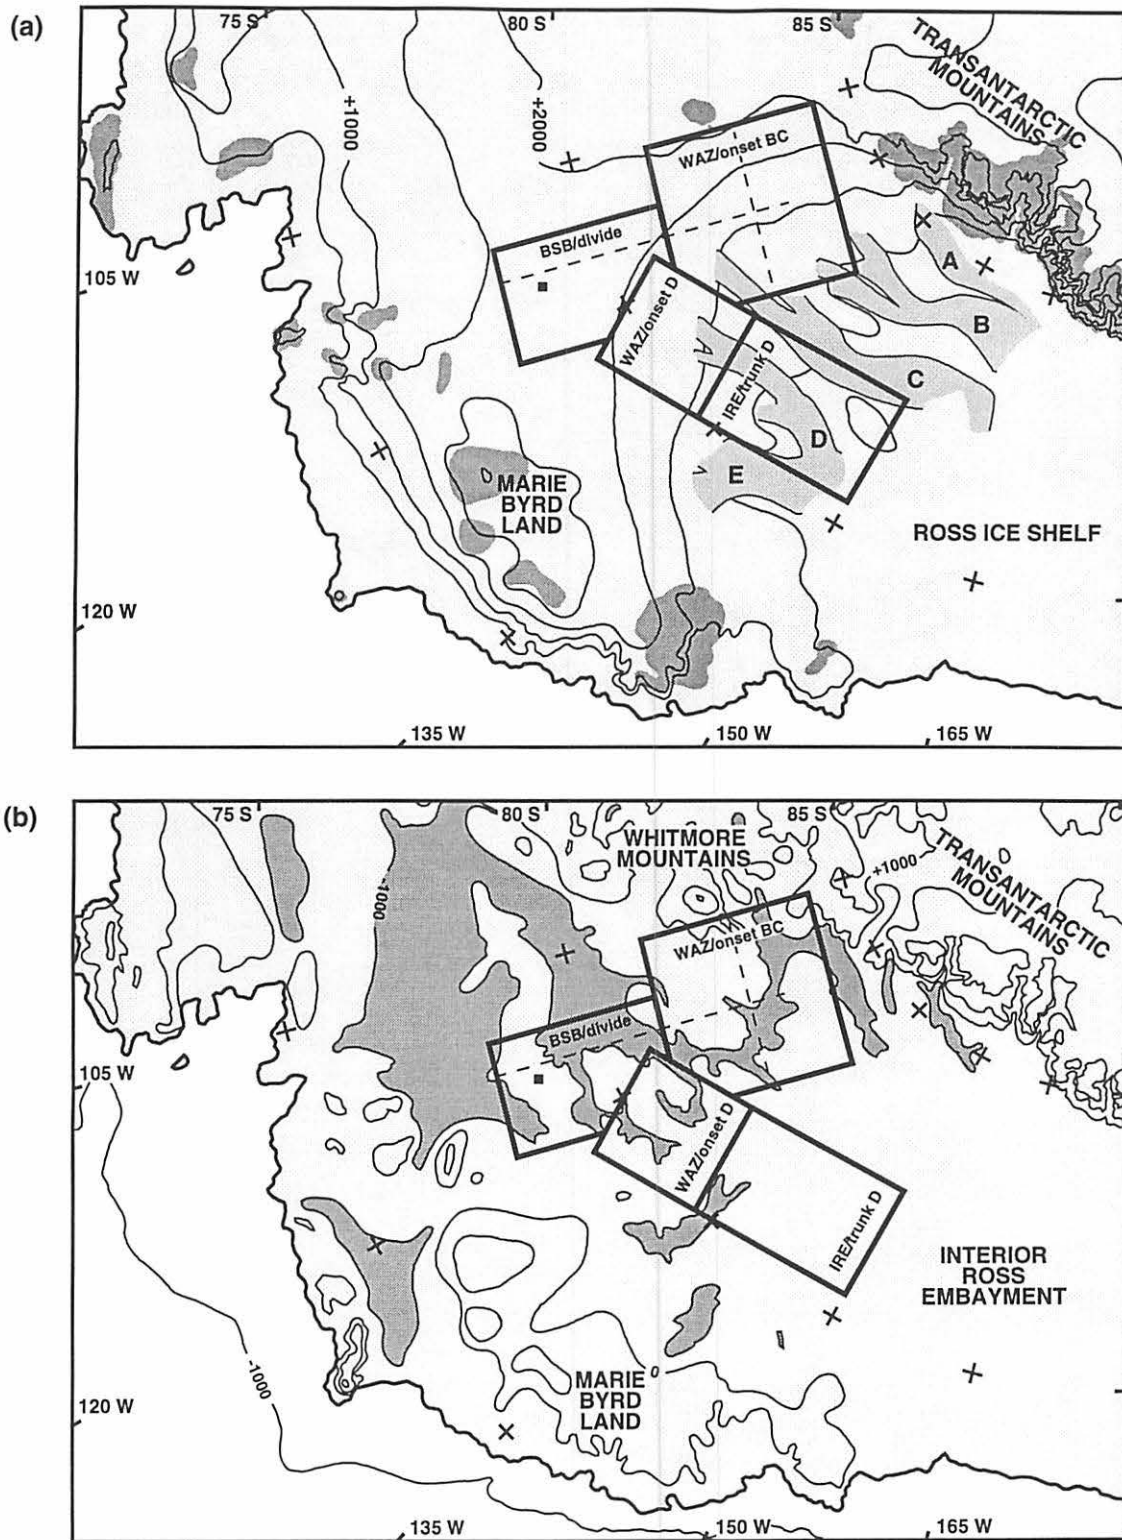 (a)
75 S
80 S
85 S
TRANSANTARCTIC
MOUNTAINS
+1000
+2000
WAZ/onset BC
BSB/divide
105 W
A
B
WAZ/onset D
IRE/trunk D
C
D
E
MARIE
BYRD
LAND
ROSS ICE SHELF
120 W
135 W
150 W
165 W
(b)
75 S
80 S
85 S
WHITMORE
MOUNTAINS
TRANSANTARCTIC
MOUNTAINS
-1000
+1000
WAZ/onset BC
BSB/divide
105 W
WAZ/onset D
IRE/trunk D
INTERIOR
ROSS
EMBAYMENT
-1000
0
MARIE
BYRD
LAND
120 W
135 W
150 W
165 W